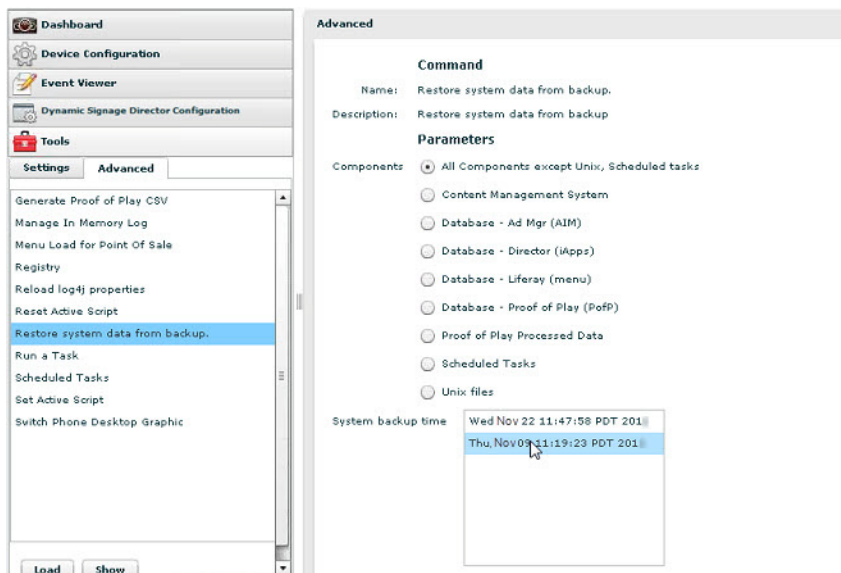 Dashboard
Device Configuration
Event Viewer
Dynamic Signage Director Configuration
Tools
Settings Advanced
Generate Proof of Play CSV
Manage In Memory Log
Menu Load for Point Of Sale
Registry
Reload log4j properties
Reset Active Script
Restore system data from backup.
Run a Task
Scheduled Tasks
Set Active Script
Switch Phone Desktop Graphic
Load Show
Advanced
Command
Name: Restore system data from backup.
Description: Restore system data from backup
Parameters
Components All Components except Unix, Scheduled tasks
Content Management System
Database - Ad Mgr (AIM)
Database - Director (iApps)
Database - Liferay (menu)
Database - Proof of Play (PofP)
Proof of Play Processed Data
Scheduled Tasks
Unix files
System backup time Wed Nov 22 11:47:58 PDT 201
Thu, Nov 09 11:19:23 PDT 201